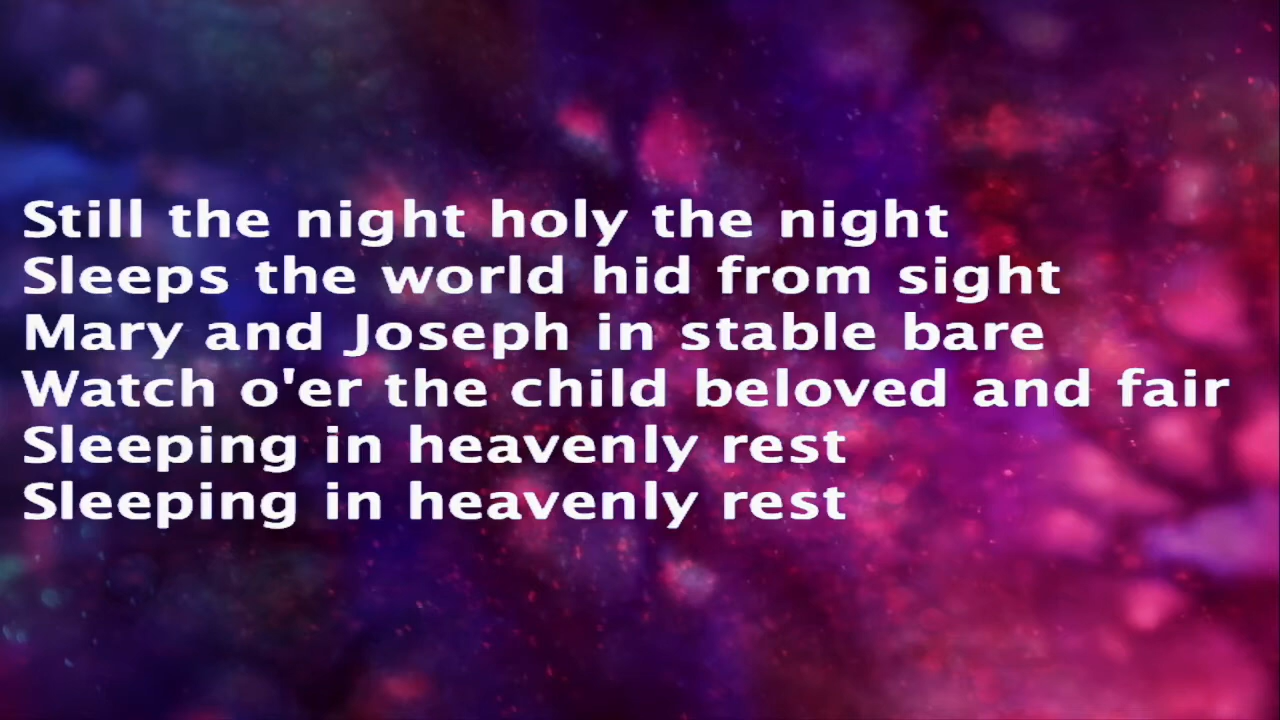 Still the night holy the night
Sleeps the world hid from sight
Mary and Joseph in stable bare
Watch o'er the child beloved and fair
Sleeping in heavenly rest
Sleeping in heavenly rest